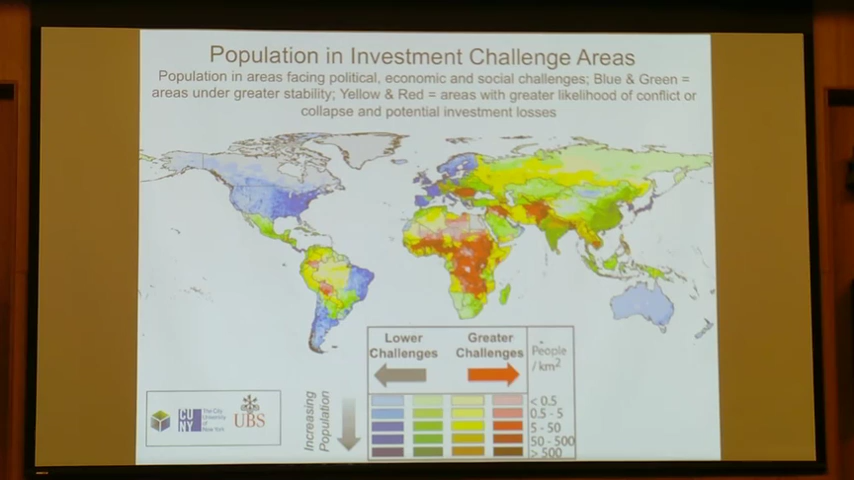 Population in Investment Challenge Areas
Population in areas facing political, economic and social challenges; Blue & Green =
areas under greater stability; Yellow & Red = areas with greater likelihood of conflict or
collapse and potential investment losses
Lower
Challenges
Greater
Challenges
People
/ km2
Increasing
Population
< 0.5
0.5 - 5
5 - 50
50 - 500
> 500
CU
NY
The City
University
of
New York
UBS